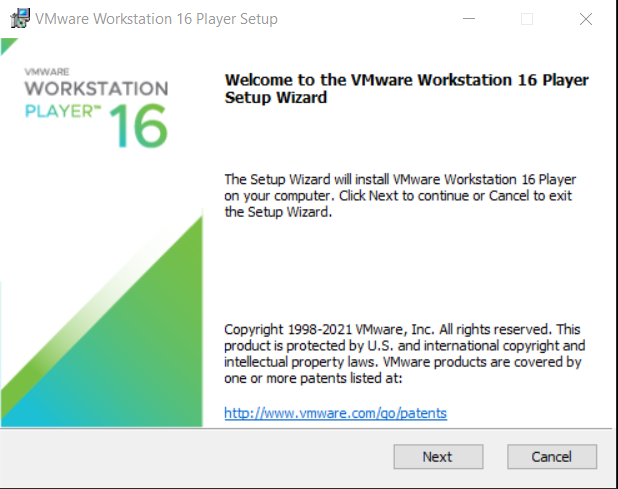 VMware Workstation 16 Player Setup
VMWARE
WORKSTATION
PLAYER™ 16
Welcome to the VMware Workstation 16 Player
Setup Wizard
The Setup Wizard will install VMware Workstation 16 Player
on your computer. Click Next to continue or Cancel to exit
the Setup Wizard.
Copyright 1998-2021 VMware, Inc. All rights reserved. This
product is protected by U.S. and international copyright and
intellectual property laws. VMware products are covered by
one or more patents listed at:
http://www.vmware.com/go/patents
Next Cancel